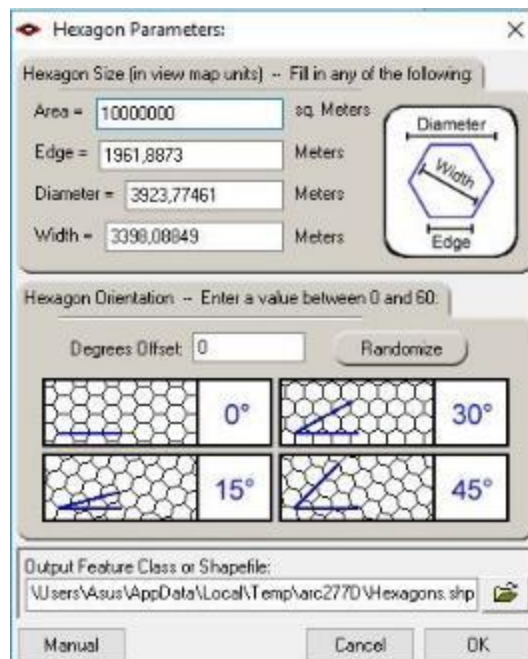 Hexagon Parameters:
Hexagon Size (in view map units) -- Fill in any of the following:
Area = 10000000 sq. Meters
Edge = 1961,8873 Meters
Diameter = 3923,77461 Meters
Width = 3398,08849 Meters
Diameter
Width
Edge
Hexagon Orientation -- Enter a value between 0 and 60:
Degrees Offset: 0 Randomize
0° 30°
15° 45°
Output Feature Class or Shapefile:
\Users\Asus\AppData\Local\Temp\arc277D\Hexagons.shp
Manual Cancel OK